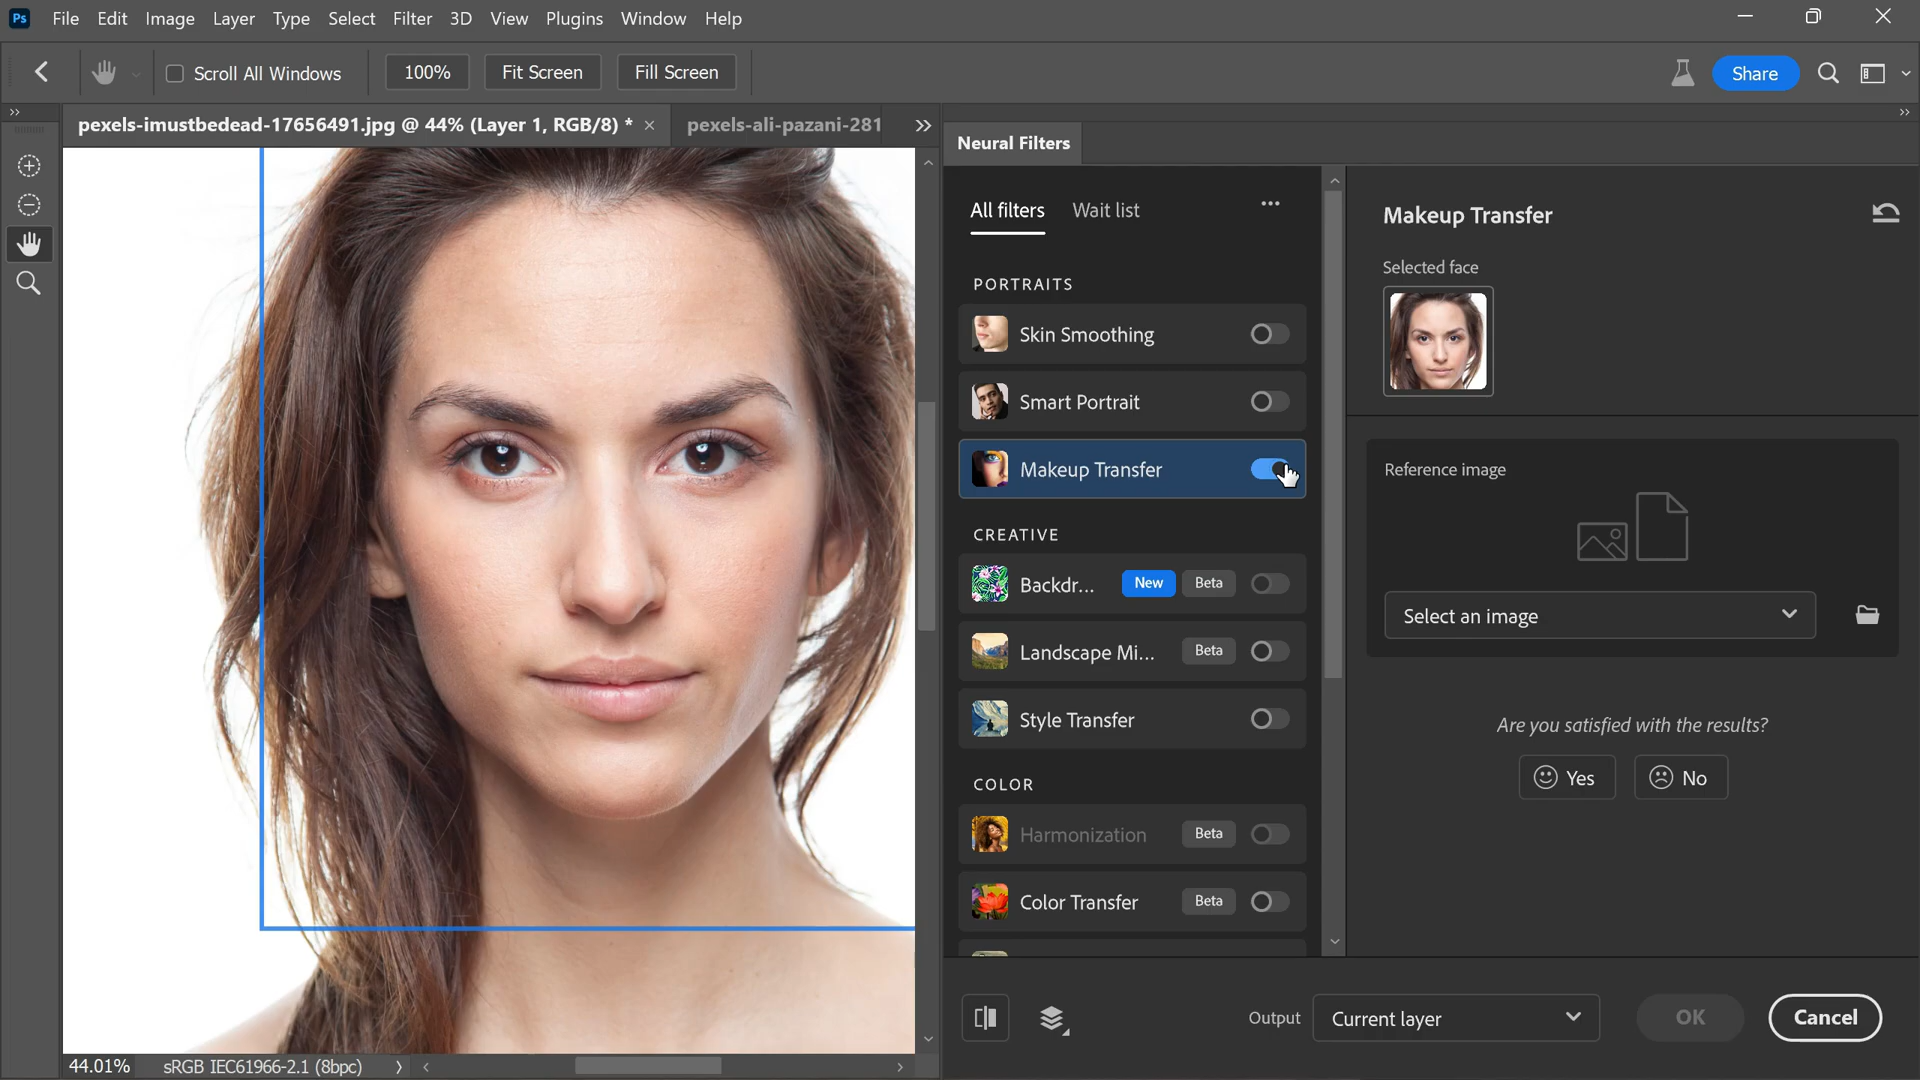 Ps File Edit Image Layer Type Select Filter 3D View Plugins Window Help
Scroll All Windows 100% Fit Screen Fill Screen Share
pexels-imustbedead-17656491.jpg @ 44% (Layer 1, RGB/8) * pexels-ali-pazani-281
Neural Filters
All filters Wait list
PORTRAITS
Skin Smoothing
Smart Portrait
Makeup Transfer
CREATIVE
Backdr... New Beta
Landscape Mi... Beta
Style Transfer
COLOR
Harmonization Beta
Color Transfer Beta
Makeup Transfer
Selected face
Reference image
Select an image
Are you satisfied with the results?
Yes No
Output Current layer OK Cancel
44.01% sRGB IEC61966-2.1 (8bpc)